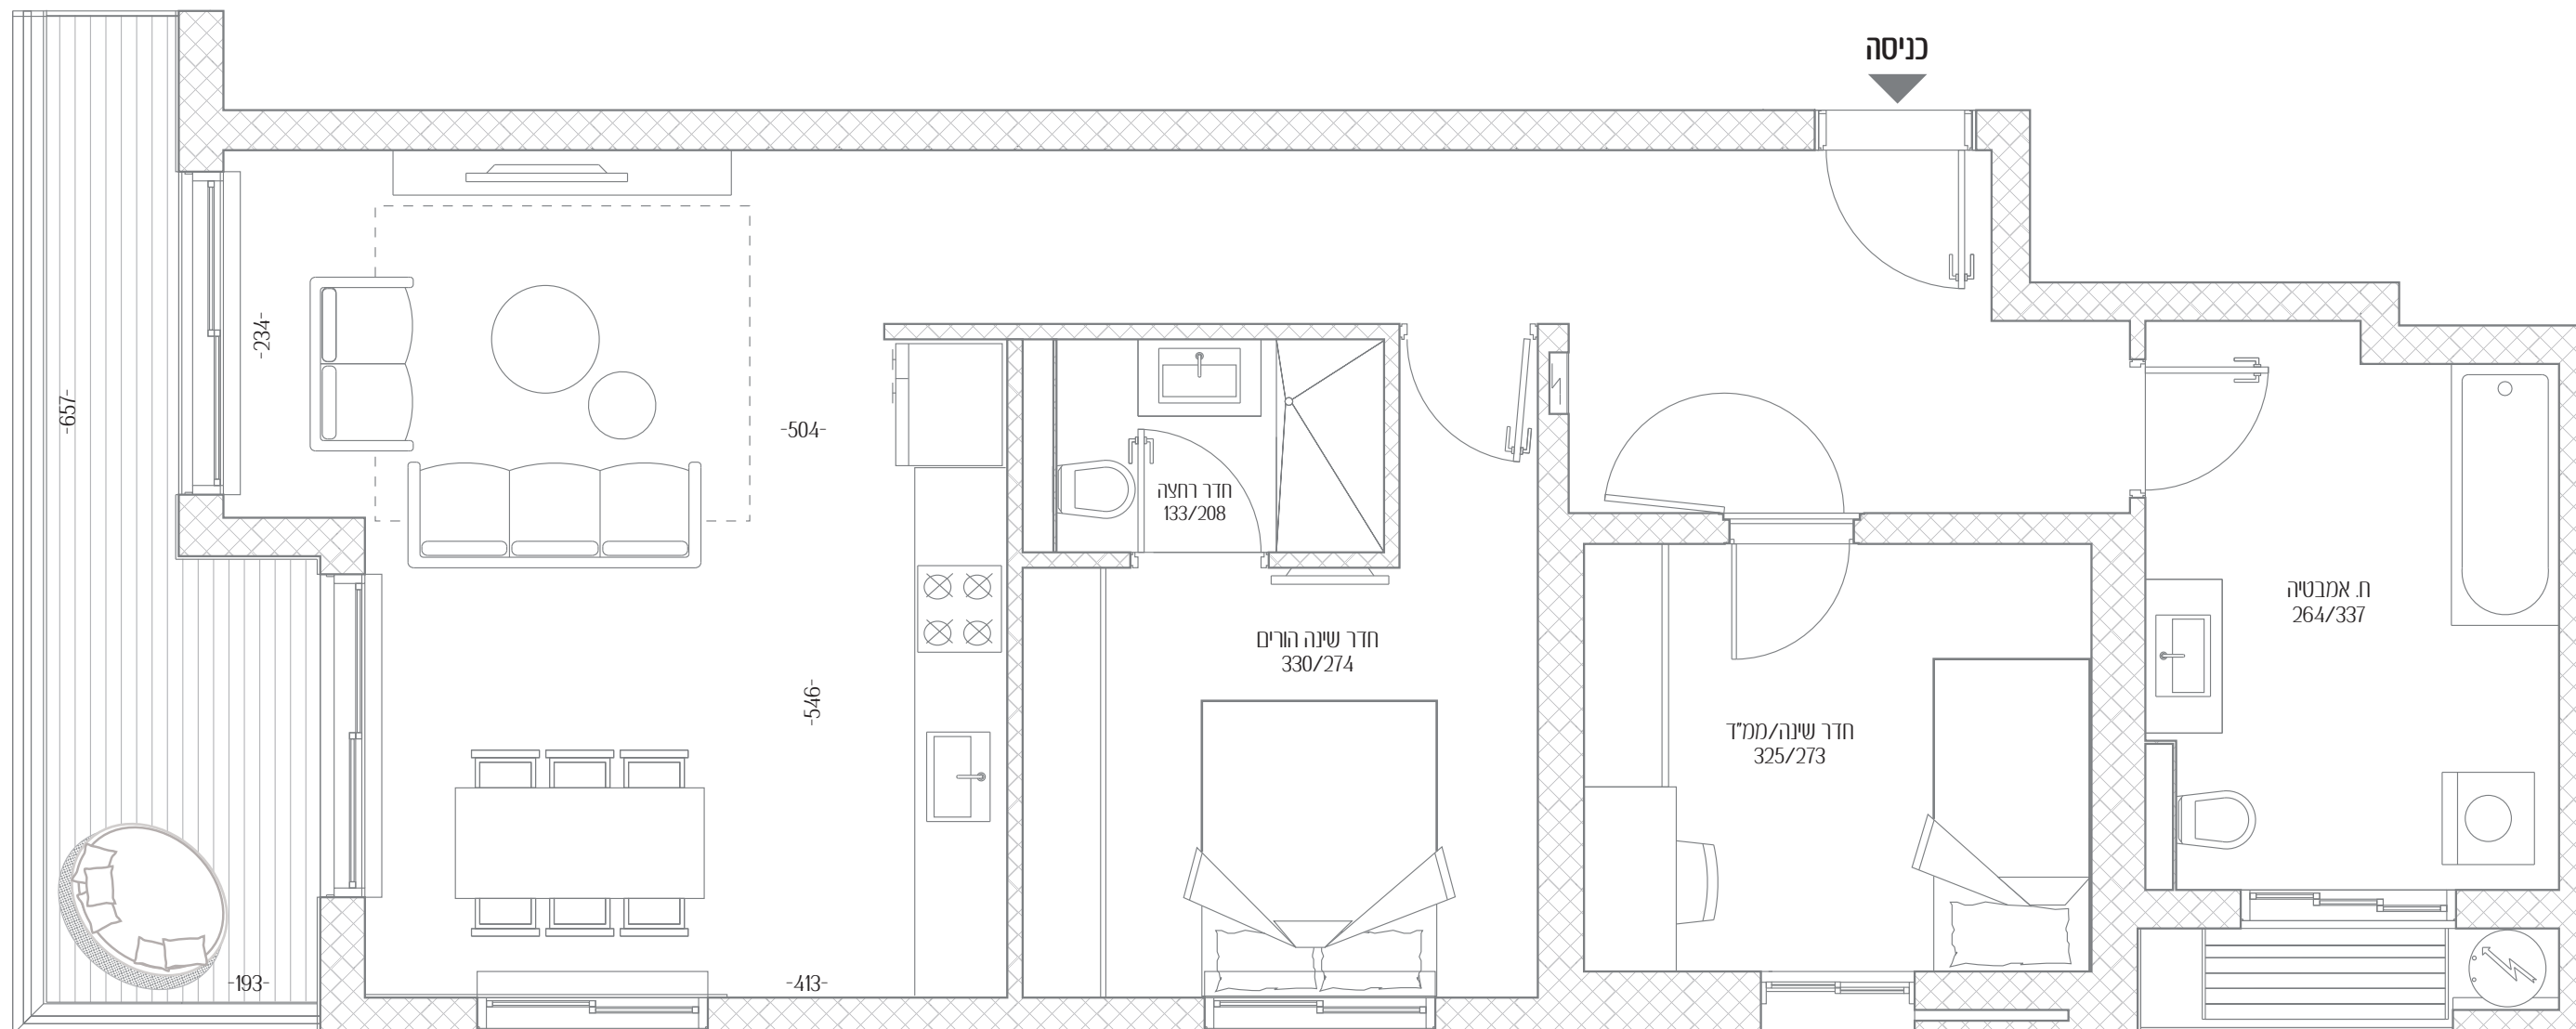 כניסה
-234-
-657-
-504-
חדר רחצה
133/208
ח. אמבטיה
264/337
חדר שינה הורים
330/274
-546-
חדר שינה/ממ"ד
325/273
-193-
-413-